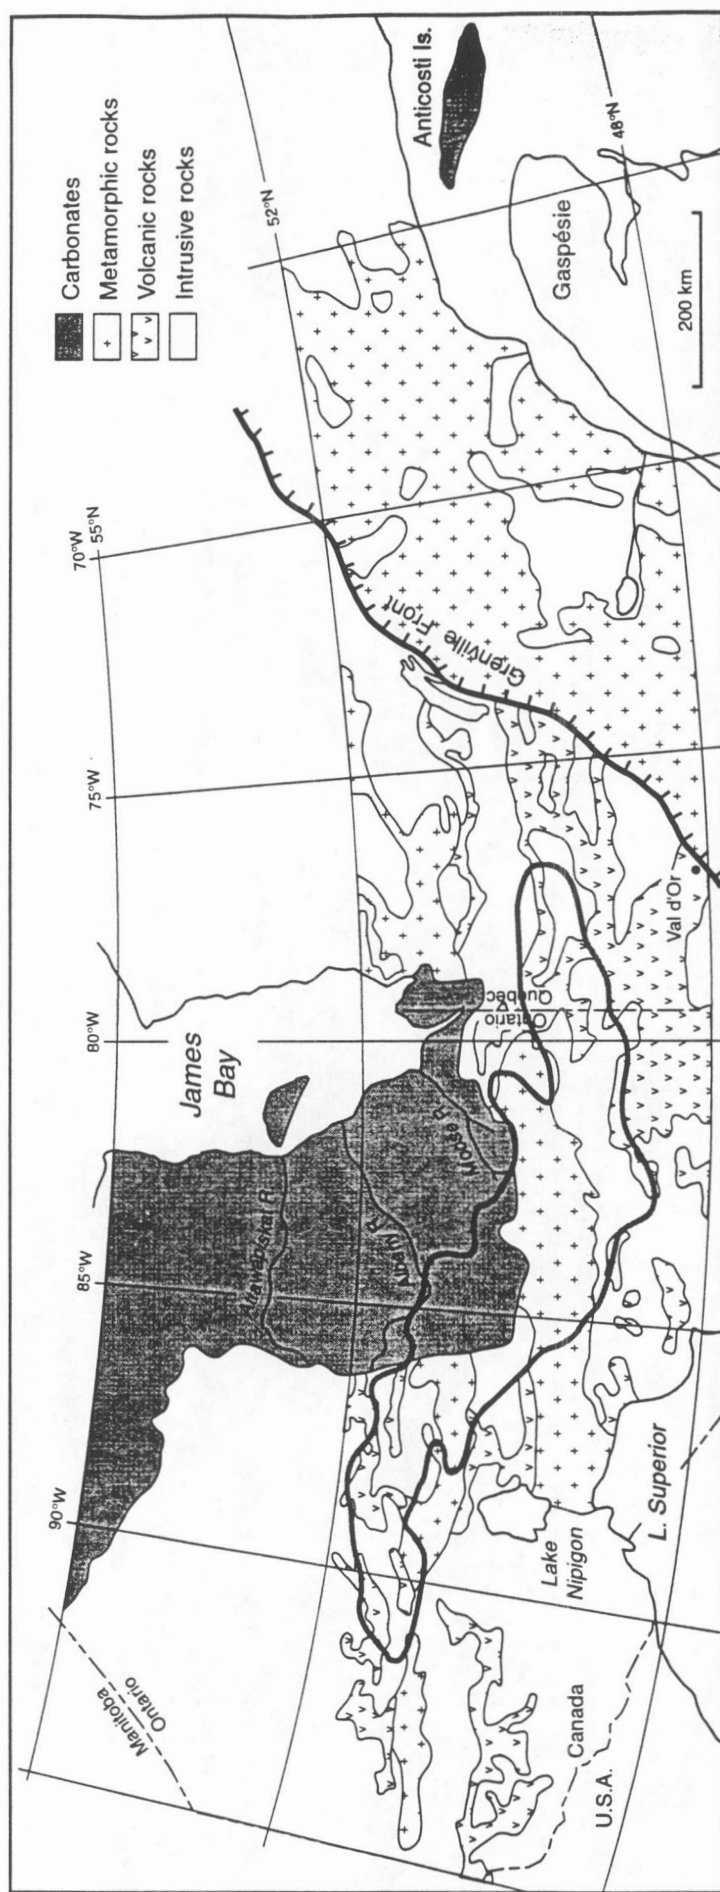 Carbonates
Metamorphic rocks
Volcanic rocks
Intrusive rocks
Manitoba
Ontario
90°W
85°W
80°W
75°W
70°W
55°N
52°N
48°N
James
Bay
Attawapiskat R.
Albany R.
Moose R.
Ontario
Québec
Grenville Front
Val d'Or
Anticosti Is.
Gaspésie
200 km
Lake
Nipigon
L. Superior
Canada
U.S.A.